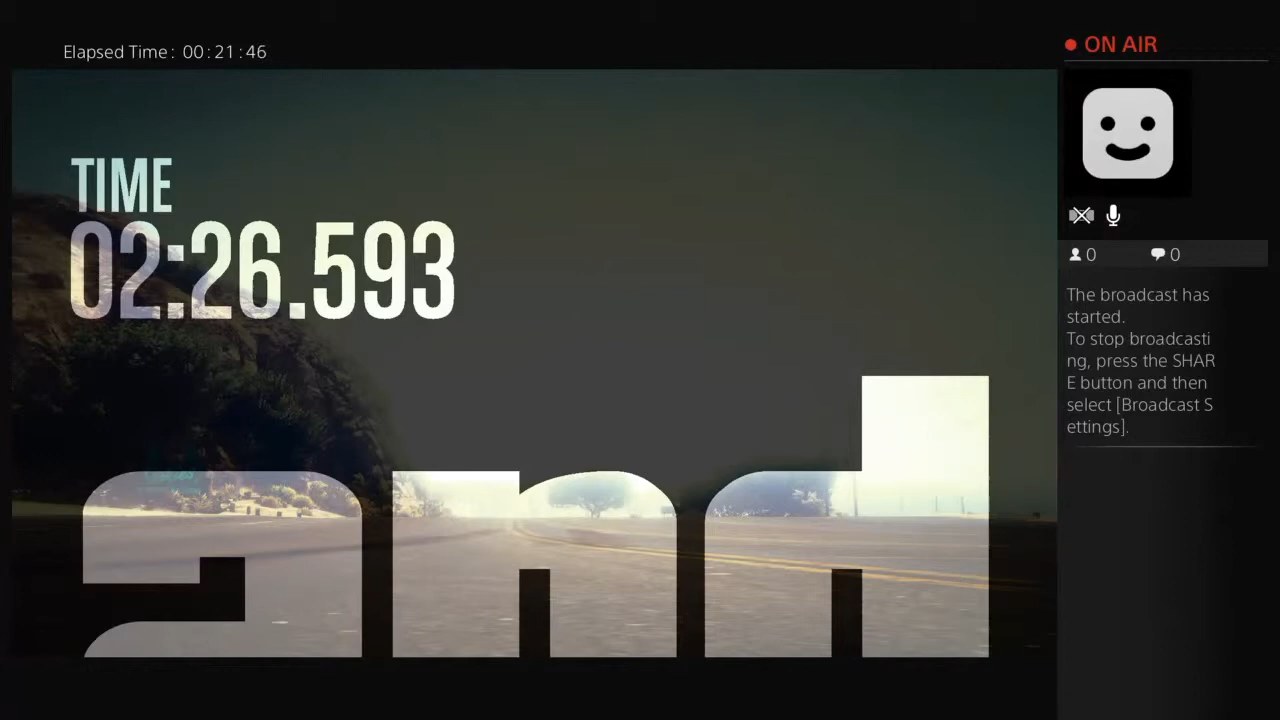 Elapsed Time: 00:21:46
TIME
02:26.593
and
ON AIR
0 0
The broadcast has
started.
To stop broadcasti
ng, press the SHAR
E button and then
select [Broadcast S
ettings].